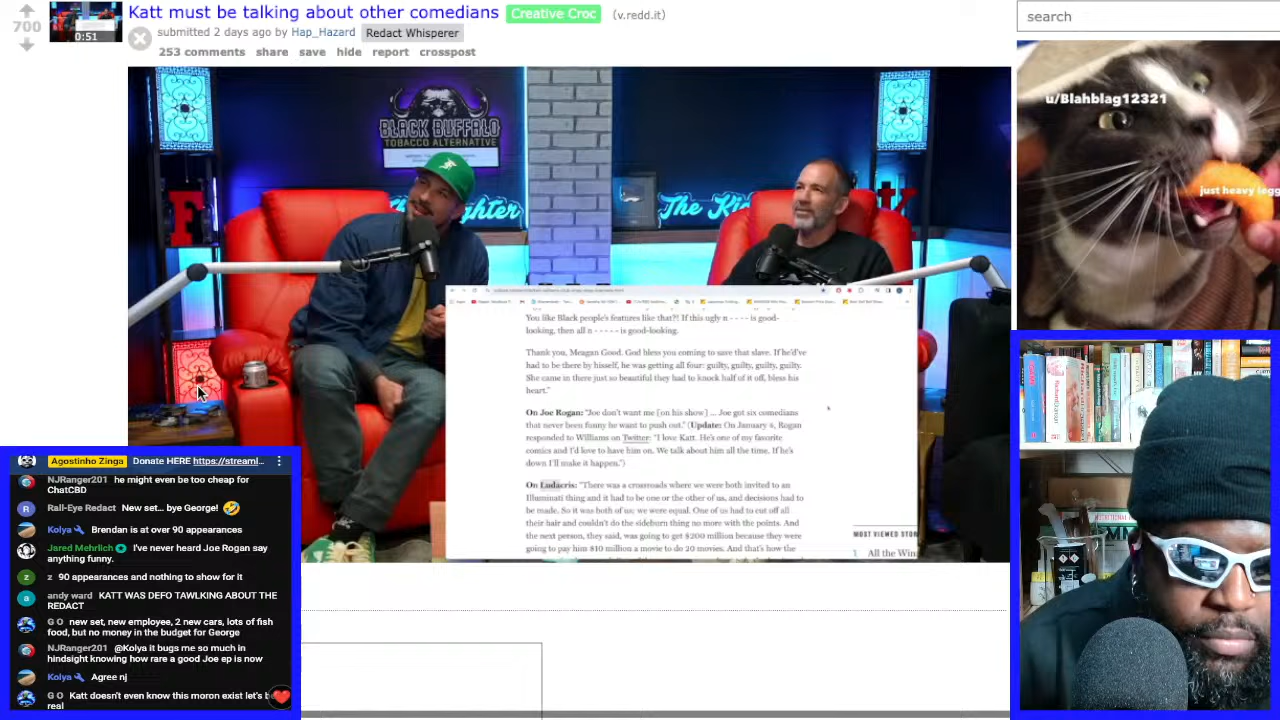 700
Katt must be talking about other comedians Creative Croc (v.redd.it)
0:51
submitted 2 days ago by Hap_Hazard Redact Whisperer
253 comments share save hide report crosspost
search
u/Blahblag12321
just heavy legg
BLACK BUFFALO
TOBACCO ALTERNATIVE
You like Black people's features like that?! If this ugly n - - - - is good-
looking, then all n - - - - - is good-looking.
Thank you, Meagan Good. God bless you coming to save that slave. If he'd've
had to be there by hisself, he was getting all four: guilty, guilty, guilty, guilty.
She came in there just so beautiful they had to knock half of it off, bless his
heart."
On Joe Rogan: "Joe don't want me [on his show] ... Joe got six comedians
that never been funny he want to push out." (Update: On January 4, Rogan
responded to Williams on Twitter: "I love Katt. He's one of my favorite
comics and I'd love to have him on. We talk about him all the time. If he's
down I'll make it happen.")
On Ludacris: "There was a crossroads where we were both invited to an
Illuminati thing and it had to be one or the other of us, and decisions had to
be made. So it was both of us; we were equal. One of us had to cut off all
their hair and couldn't do the sideburn thing no more with the points. And
the next person, they said, was going to get $200 million because they were
going to pay him $10 million a movie to do 20 movies. And that's how the
MOST VIEWED STOR
1 All the Win
Agostinho Zinga Donate HERE https://streaml...
NJRanger201 he might even be too cheap for
ChatCBD
Rall-Eye Redact New set... bye George!
Kolya Brendan is at over 90 appearances
Jared Mehrlich I've never heard Joe Rogan say
anything funny.
z 90 appearances and nothing to show for it
andy ward KATT WAS DEFO TAWLKING ABOUT THE
REDACT
G O new set, new employee, 2 new cars, lots of fish
food, but no money in the budget for George
NJRanger201 @Kolya it bugs me so much in
hindsight knowing how rare a good Joe ep is now
Kolya Agree nj
G O Katt doesn't even know this moron exist let's be
real